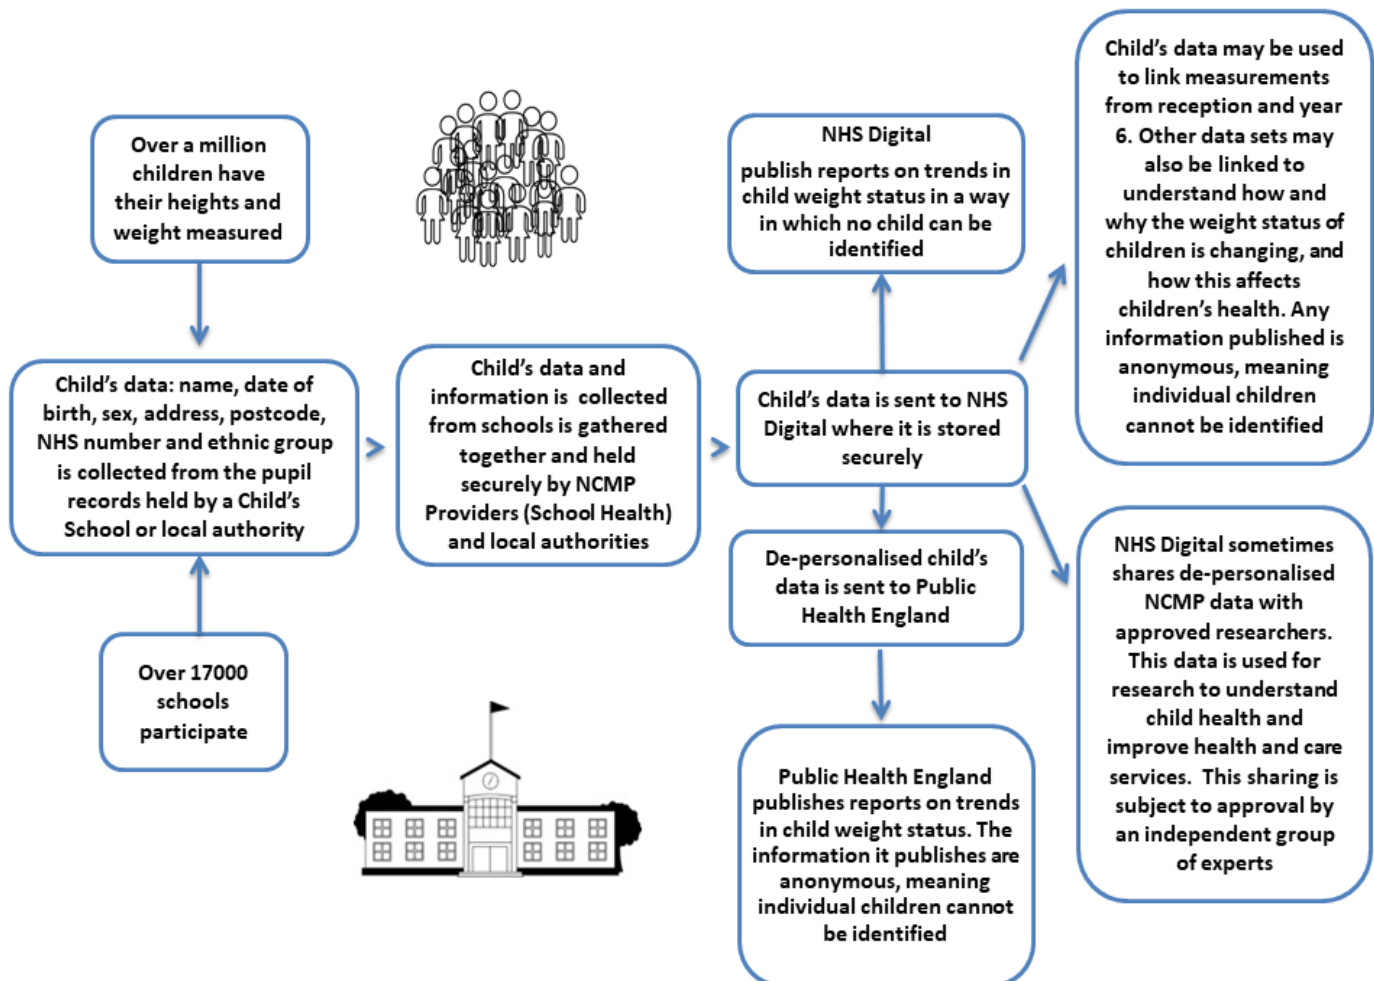 Over a million
children have
their heights and
weight measured
Child's data: name, date of
birth, sex, address, postcode,
NHS number and ethnic group
is collected from the pupil
records held by a Child's
School or local authority
Over 17000
schools
participate
Child's data and
information is  collected
from schools is gathered
together and held
securely by NCMP
Providers (School Health)
and local authorities
NHS Digital
publish reports on trends in
child weight status in a way
in which no child can be
identified
Child's data is sent to NHS
Digital where it is stored
securely
De-personalised child's
data is sent to Public
Health England
Public Health England
publishes reports on trends
in child weight status. The
information it publishes are
anonymous, meaning
individual children cannot
be identified
Child's data may be used
to link measurements
from reception and year
6. Other data sets may
also be linked to
understand how and
why the weight status of
children is changing, and
how this affects
children's health. Any
information published is
anonymous, meaning
individual children
cannot be identified
NHS Digital sometimes
shares de-personalised
NCMP data with
approved researchers.
This data is used for
research to understand
child health and
improve health and care
services.  This sharing is
subject to approval by
an independent group
of experts